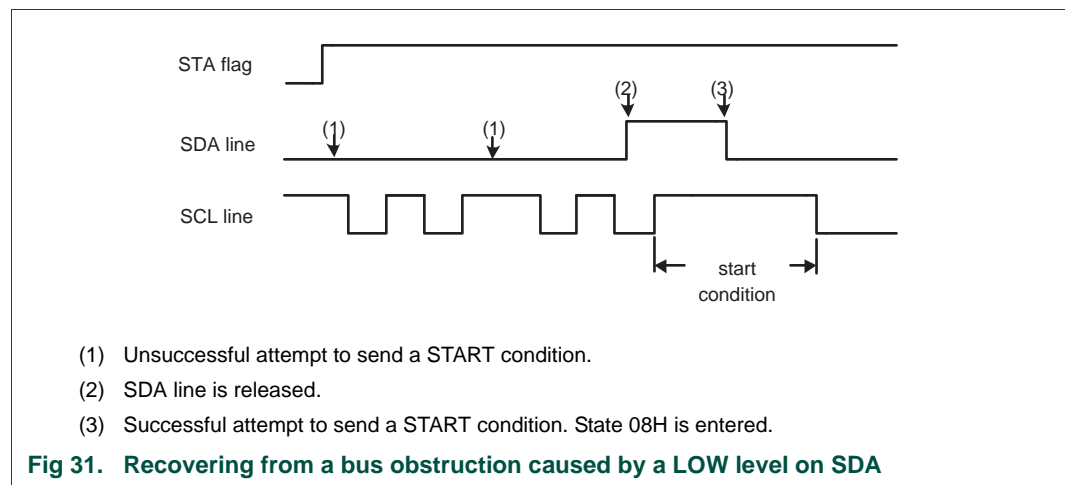 STA flag
(2) (3)
(1) (1)
SDA line
SCL line
start
condition
(1) Unsuccessful attempt to send a START condition.
(2) SDA line is released.
(3) Successful attempt to send a START condition. State 08H is entered.
Fig 31. Recovering from a bus obstruction caused by a LOW level on SDA